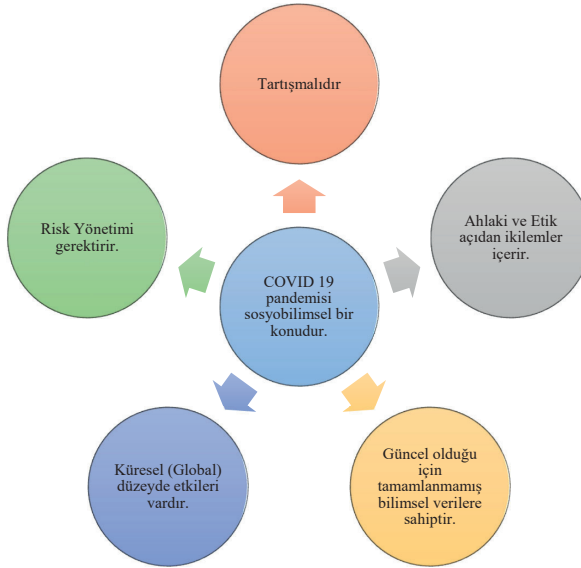 Tartışmalıdır
Risk Yönetimi
gerektirir.
Ahlaki ve Etik
açıdan ikilemler
içerir.
COVID 19
pandemisi
sosyobilimsel bir
konudur.
Küresel (Global)
düzeyde etkileri
vardır.
Güncel olduğu
için
tamamlanmamış
bilimsel verilere
sahiptir.